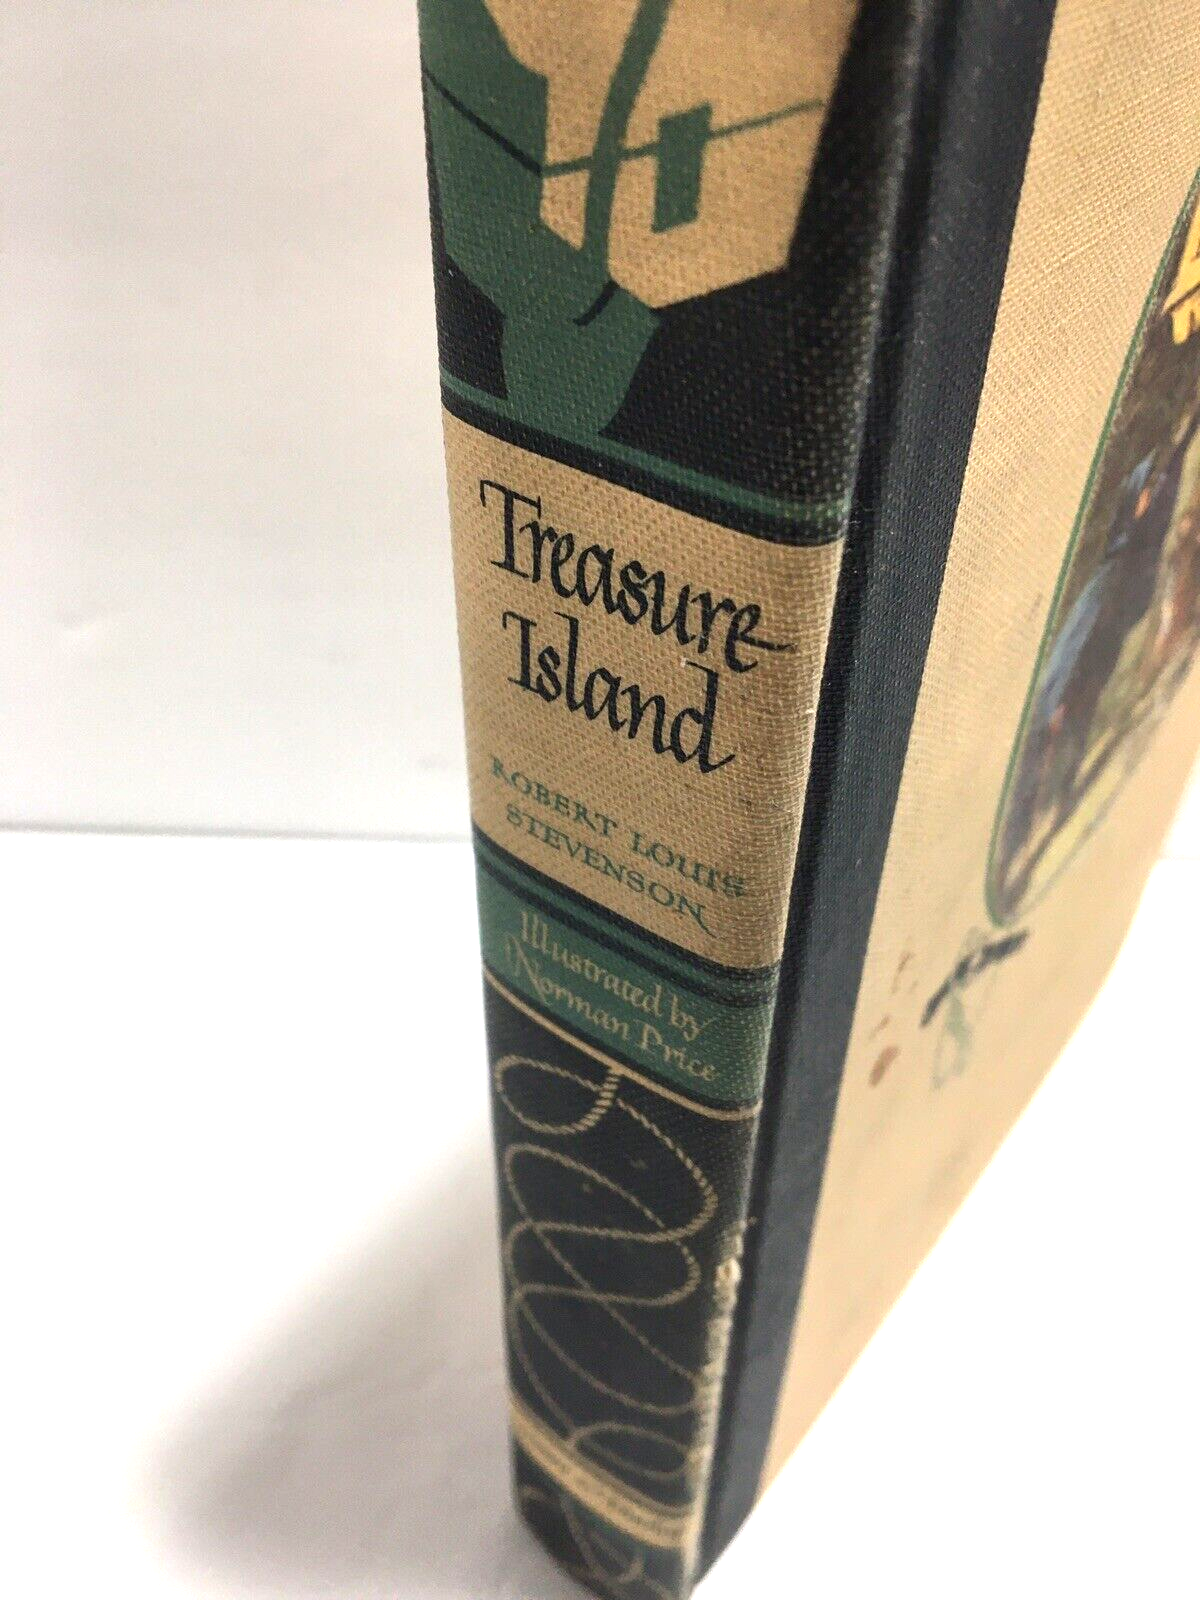 Treasure
Island
ROBERT LOUIS
STEVENSON
Illustrated by
Norman Price